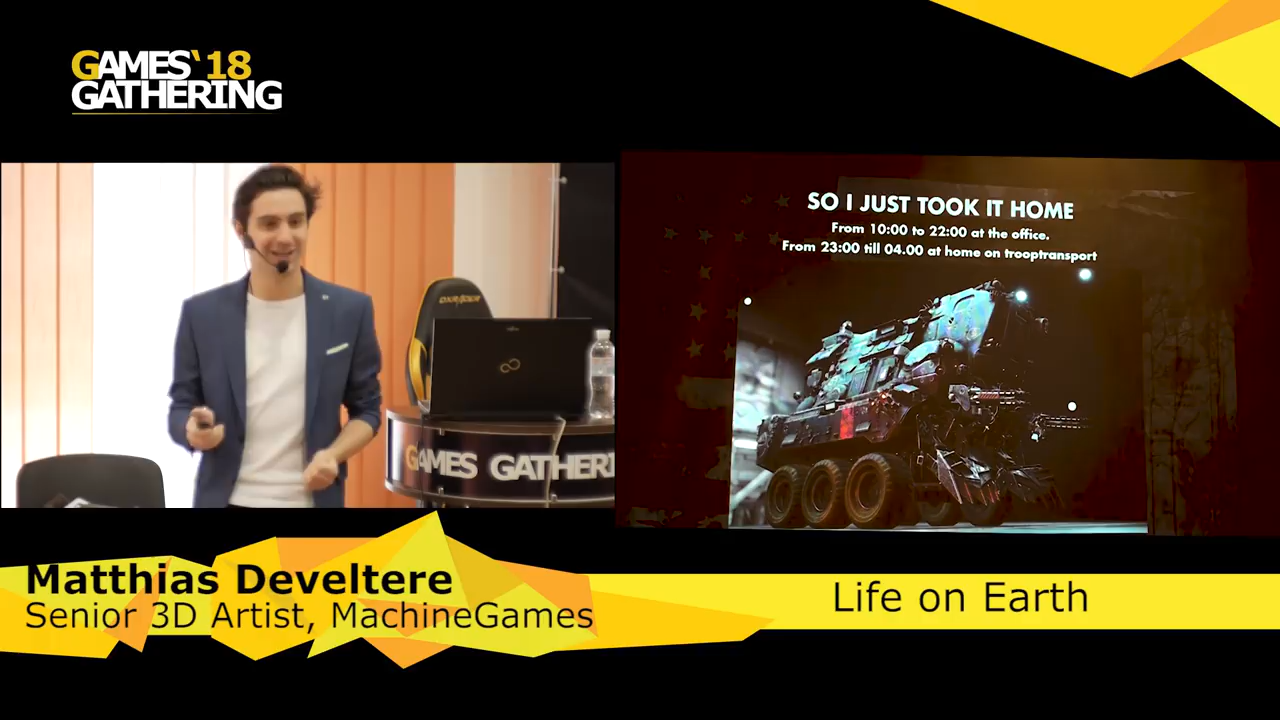 GAMES'18
GATHERING
SO I JUST TOOK IT HOME
From 10:00 to 22:00 at the office.
From 23:00 till 04.00 at home on trooptransport
DXRACER
GAMES GATHERI
Matthias Develtere
Senior 3D Artist, MachineGames
Life on Earth